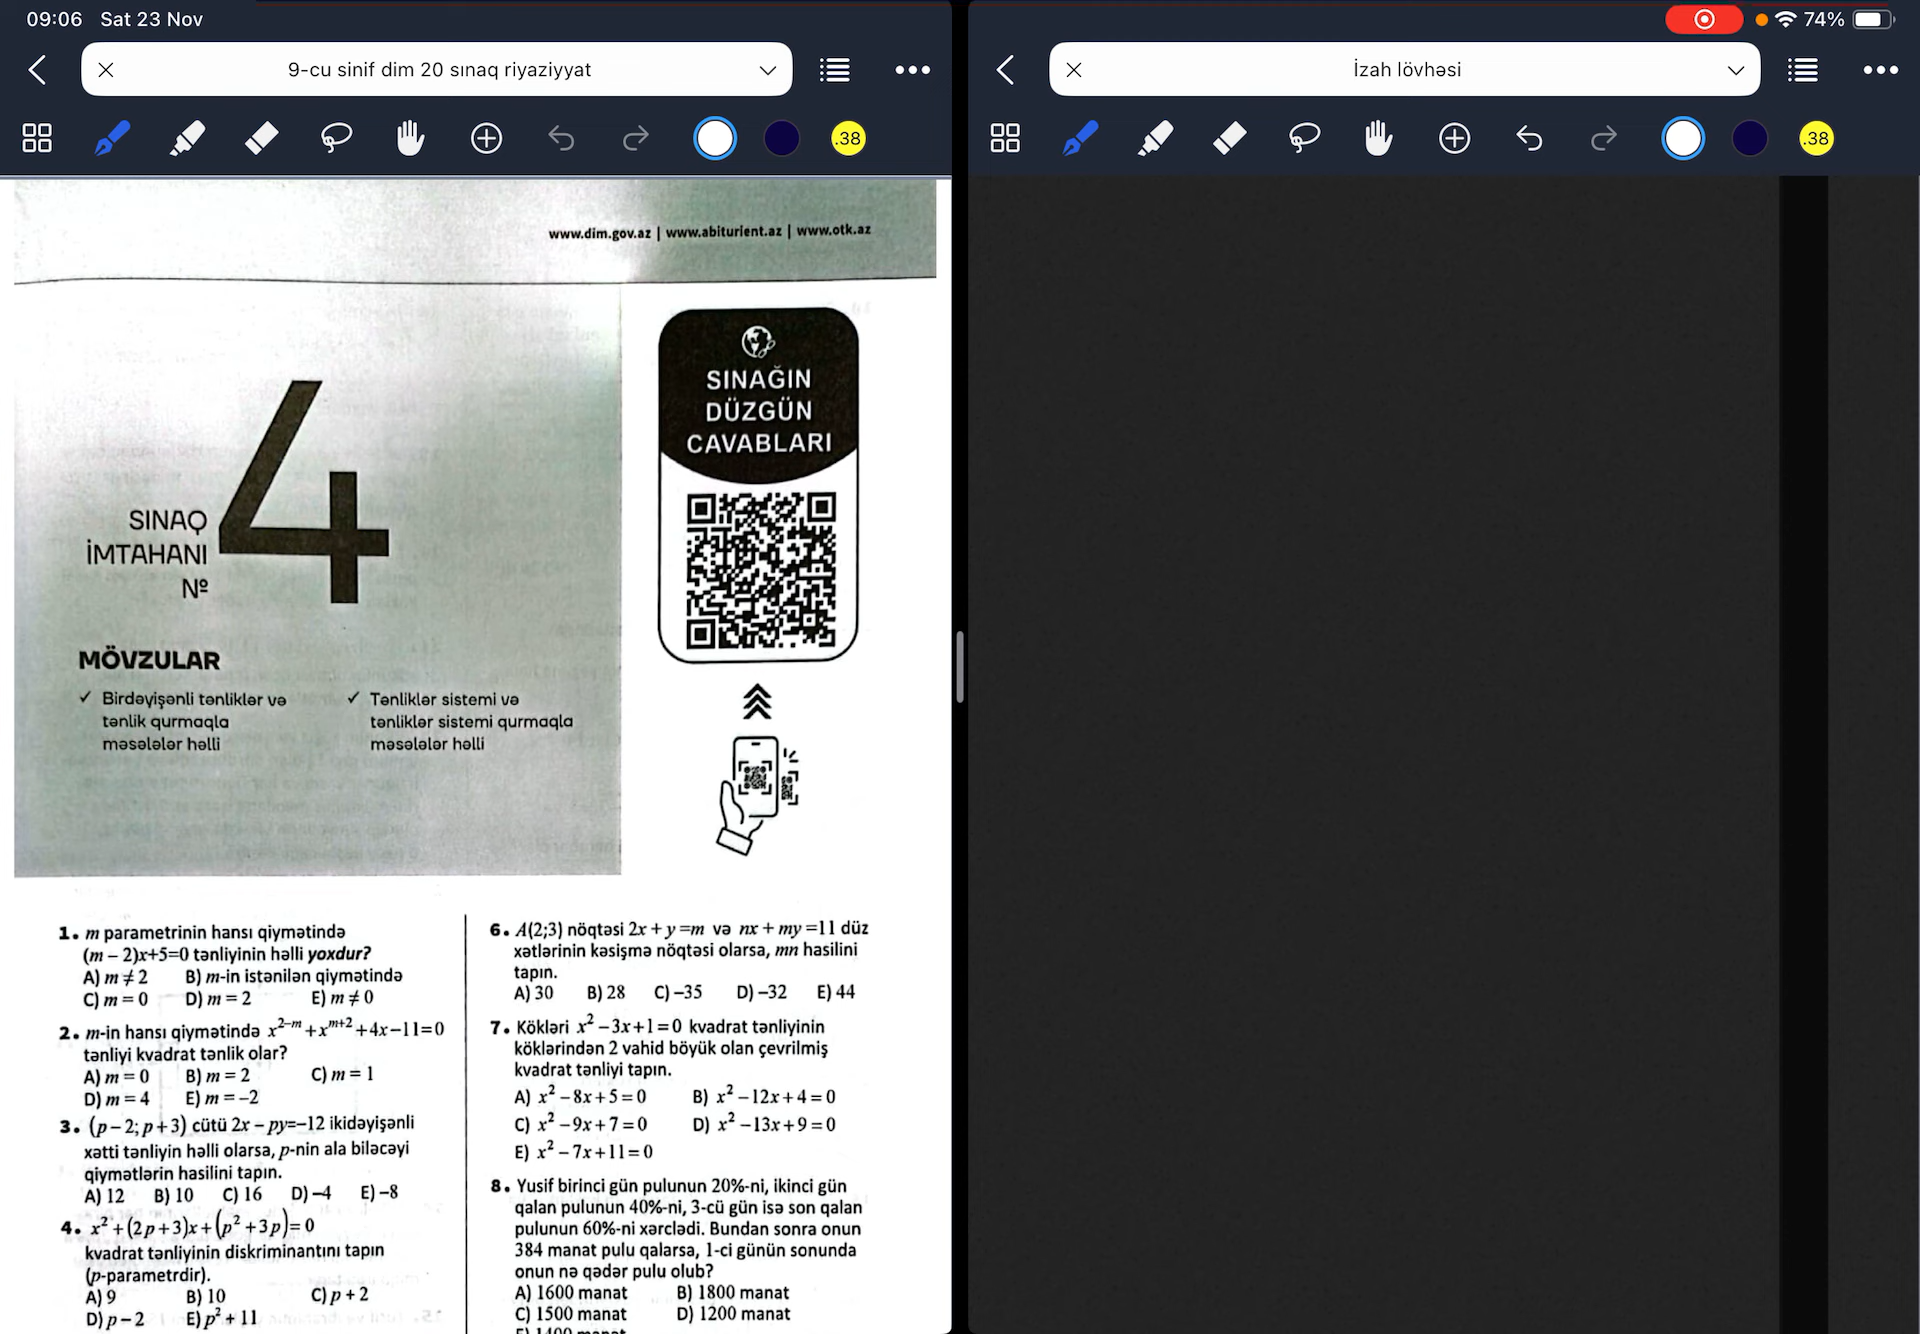 09:06 Sat 23 Nov
74%
9-cu sinif dim 20 sınaq riyaziyyat
İzah lövhəsi
.38
.38
www.dim.gov.az | www.abiturient.az | www.otk.az
4
SINAQ
İMTAHANI
Nº
MÖVZULAR
✓ Birdəyişənli tənliklər və
tənlik qurmaqla
məsələlər həlli
✓ Tənliklər sistemi və
tənliklər sistemi qurmaqla
məsələlər həlli
SINAĞIN
DÜZGÜN
CAVABLARI
1. m parametrinin hansı qiymətində
(m – 2)x+5=0 tənliyinin həlli yoxdur?
A) m ≠ 2 B) m-in istənilən qiymətində
C) m = 0 D) m = 2 E) m ≠ 0
2. m-in hansı qiymətində x²⁻ᵐ + xᵐ⁺² + 4x – 11 = 0
tənliyi kvadrat tənlik olar?
A) m = 0 B) m = 2 C) m = 1
D) m = 4 E) m = –2
3. (p – 2; p + 3) cütü 2x – py=–12 ikidəyişənli
xətti tənliyin həlli olarsa, p-nin ala biləcəyi
qiymətlərin hasilini tapın.
A) 12 B) 10 C) 16 D) –4 E) –8
4. x² + (2p + 3)x + (p² + 3p) = 0
kvadrat tənliyinin diskriminantını tapın
(p-parametrdir).
A) 9 B) 10 C) p + 2
D) p – 2 E) p² + 11
6. A(2;3) nöqtəsi 2x + y = m və nx + my = 11 düz
xətlərinin kəsişmə nöqtəsi olarsa, mn hasilini
tapın.
A) 30 B) 28 C) –35 D) –32 E) 44
7. Kökləri x² – 3x + 1 = 0 kvadrat tənliyinin
köklərindən 2 vahid böyük olan çevrilmiş
kvadrat tənliyi tapın.
A) x² – 8x + 5 = 0 B) x² – 12x + 4 = 0
C) x² – 9x + 7 = 0 D) x² – 13x + 9 = 0
E) x² – 7x + 11 = 0
8. Yusif birinci gün pulunun 20%-ni, ikinci gün
qalan pulunun 40%-ni, 3-cü gün isə son qalan
pulunun 60%-ni xərclədi. Bundan sonra onun
384 manat pulu qalarsa, 1-ci günün sonunda
onun nə qədər pulu olub?
A) 1600 manat B) 1800 manat
C) 1500 manat D) 1200 manat
E) 1400 manat